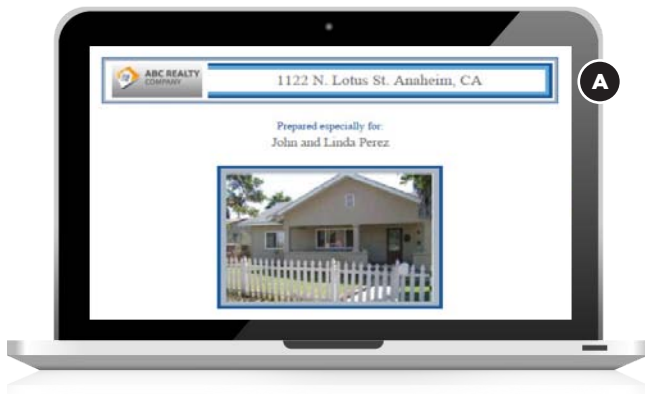 ABC REALTY
COMPANY
1122 N. Lotus St. Anaheim, CA
A
Prepared especially for:
John and Linda Perez